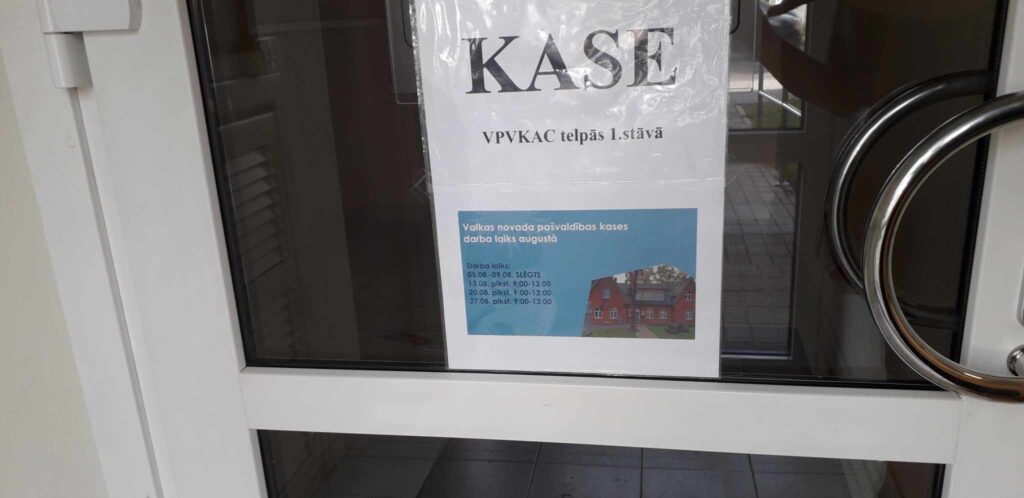 KASE
VPVKAC telpās 1.stāvā
Valkas novada pašvaldības kases
darba laiks augustā
Darba laiks:
05.08.-09.08. SLĒGTS
13.08. plkst. 9:00-13:00
20.08. plkst. 9:00-13:00
27.08. plkst. 9:00-13:00